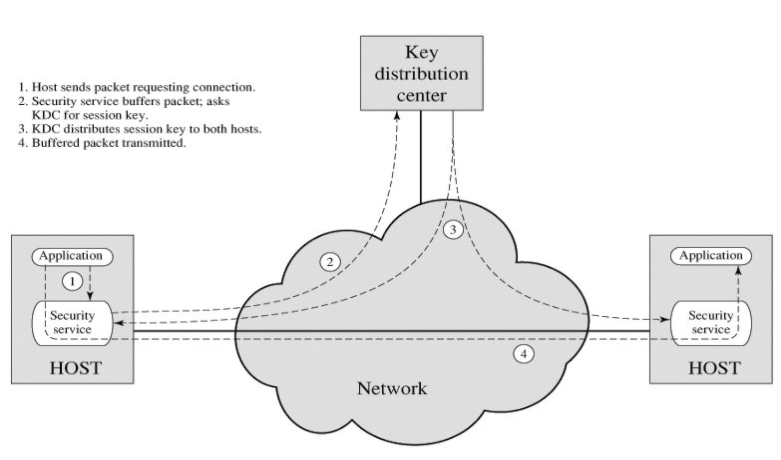 Key
distribution
center
1. Host sends packet requesting connection.
2. Security service buffers packet; asks
KDC for session key.
3. KDC distributes session key to both hosts.
4. Buffered packet transmitted.
Application
1
Security
service
HOST
2
3
4
Network
Application
Security
service
HOST